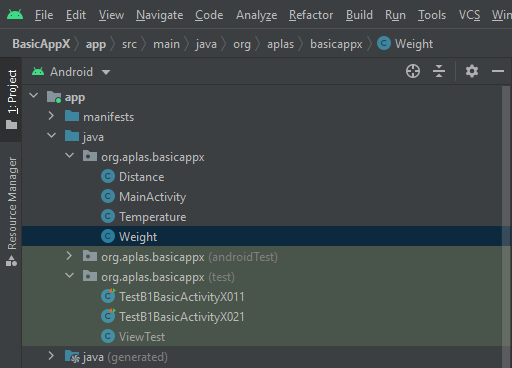 File Edit View Navigate Code Analyze Refactor Build Run Tools VCS Win
BasicAppX app src main java org aplas basicappx Weight
1: Project
Resource Manager
Android
app
manifests
java
org.aplas.basicappx
Distance
MainActivity
Temperature
Weight
org.aplas.basicappx (androidTest)
org.aplas.basicappx (test)
TestB1BasicActivityX011
TestB1BasicActivityX021
ViewTest
java (generated)